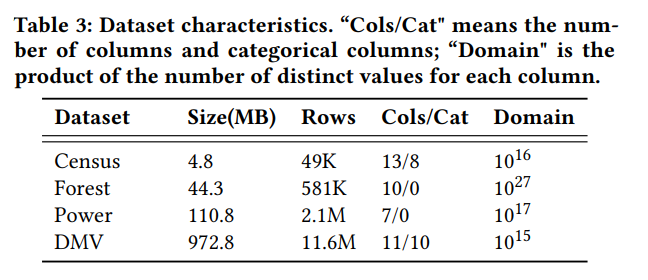 Table 3: Dataset characteristics. “Cols/Cat" means the num-
ber of columns and categorical columns; “Domain" is the
product of the number of distinct values for each column.
Dataset Size(MB) Rows Cols/Cat Domain
Census 4.8 49K 13/8 10^16
Forest 44.3 581K 10/0 10^27
Power 110.8 2.1M 7/0 10^17
DMV 972.8 11.6M 11/10 10^15